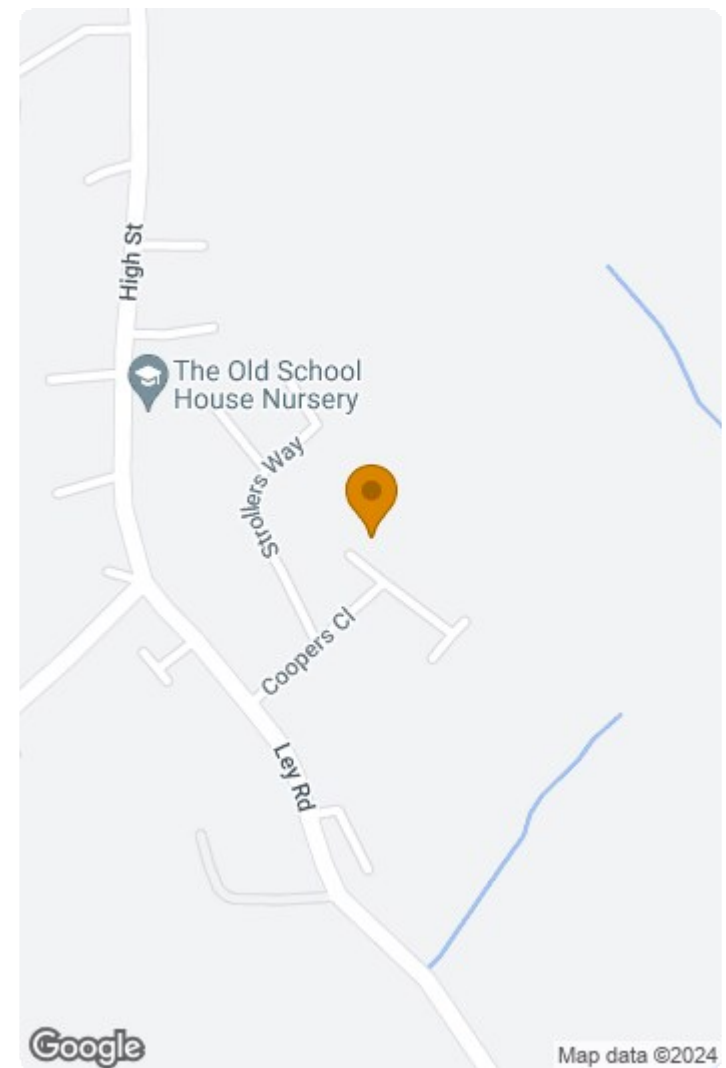 High St
The Old School
House Nursery
Strollers Way
Coopers Cl
Ley Rd
Google
Map data ©2024